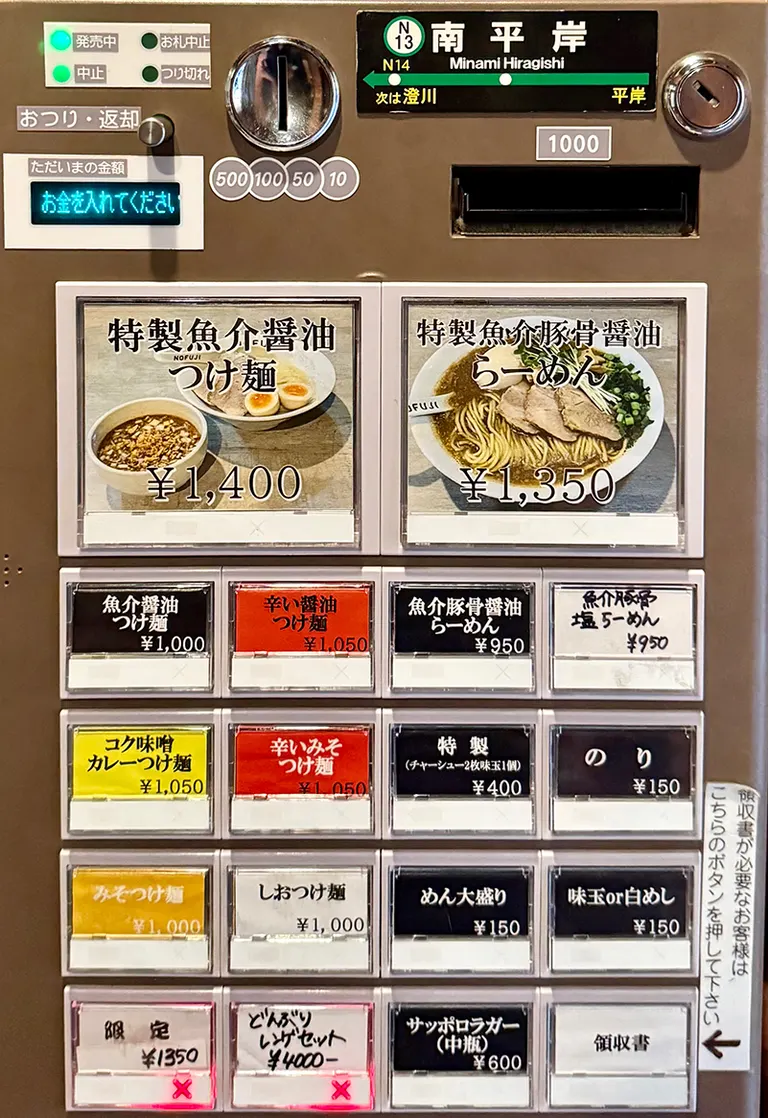 発売中
お札中止
中止
つり切れ
おつり・返却
ただいまの金額
お金を入れてください
500 100 50 10
N 13
南平岸
Minami Hiragishi
N14
次は澄川
平岸
1000
特製魚介醤油
つけ麺
NOFUJI
¥1,400
特製魚介豚骨醤油
らーめん
FUJI
¥1,350
魚介醤油
つけ麺
¥1,000
辛い醤油
つけ麺
¥1,050
魚介豚骨醤油
らーめん
¥950
魚介豚骨
塩らーめん
¥950
コク味噌
カレーつけ麺
¥1,050
辛いみそ
つけ麺
¥1,050
特製
(チャーシュー2枚味玉1個)
¥400
のり
¥150
みそつけ麺
¥1,000
しおつけ麺
¥1,000
めん大盛り
¥150
味玉or白めし
¥150
限定
¥1350
×
どんぶり
レンゲセット
¥4000-
×
サッポロラガー
(中瓶)
¥600
領収書
領収書が必要なお客様は
こちらのボタンを押して下さい
←